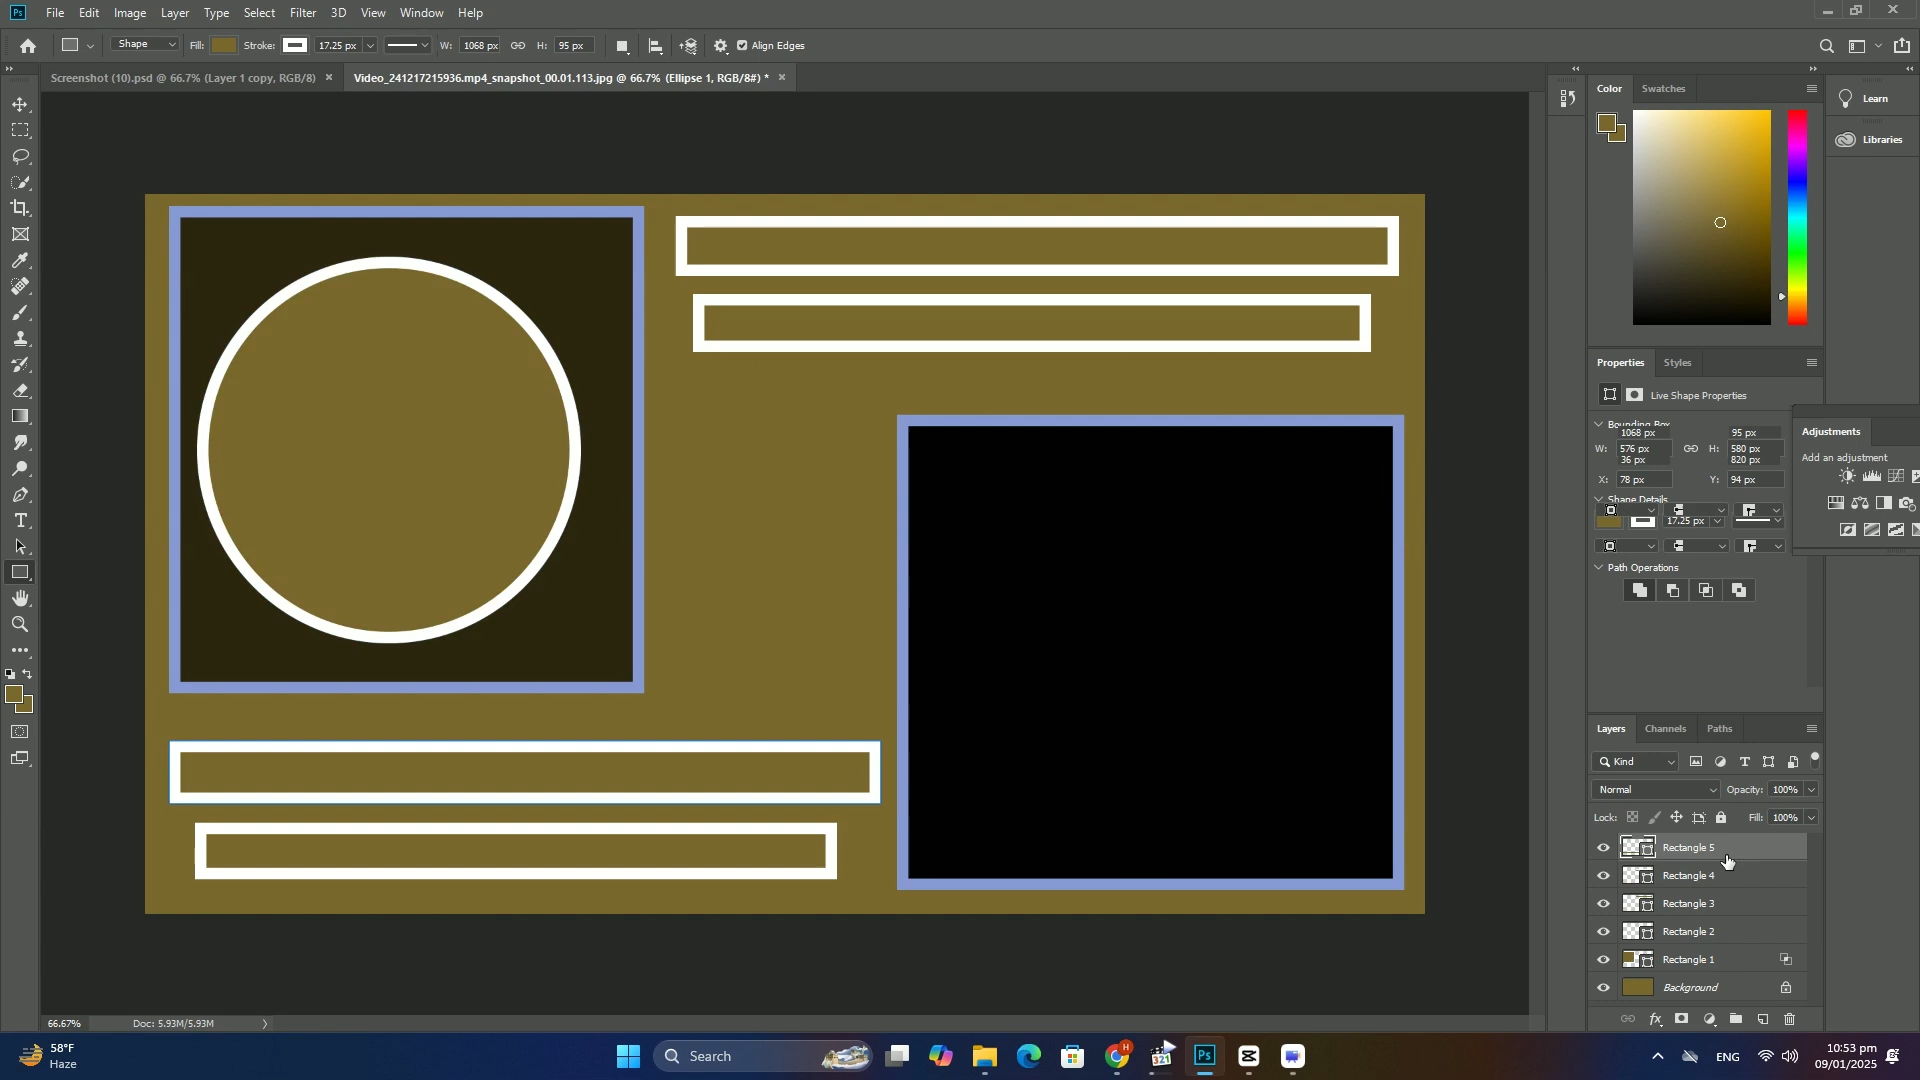 Ps File Edit Image Layer Type Select Filter 3D View Window Help
Shape Fill: Stroke: 17.25 px W: 1068 px H: 95 px Align Edges
Screenshot (10).psd @ 66.7% (Layer 1 copy, RGB/8) × Video_241217215936.mp4_snapshot_00.01.113.jpg @ 66.7% (Ellipse 1, RGB/8#) * ×
Color Swatches
Learn
Libraries
Properties Styles
Live Shape Properties
Bounding Box
1068 px 95 px
W: 576 px H: 580 px
36 px 820 px
X: 78 px Y: 94 px
Shape Details
17.25 px
Path Operations
Adjustments
Add an adjustment
Layers Channels Paths
Kind
Normal Opacity: 100%
Lock: Fill: 100%
Rectangle 5
Rectangle 4
Rectangle 3
Rectangle 2
Rectangle 1
Background
fx
66.67% Doc: 5.93M/5.93M
58°F
Haze
Search
H
321
Ps
ENG
10:53 pm
09/01/2025